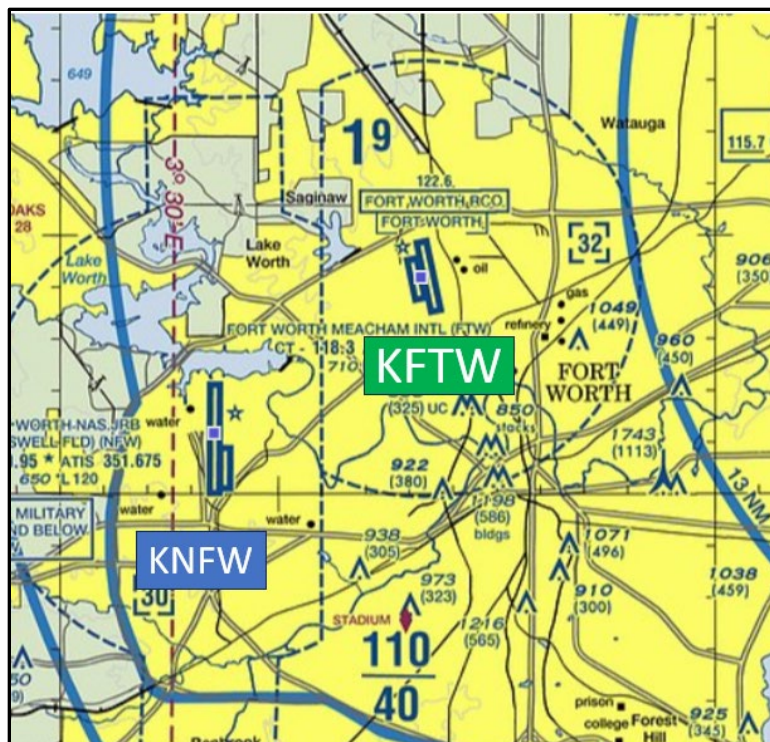 649
Watauga
115.7
19
3° 30' E
122.6
Saginaw
FORT WORTH RCO
FORT WORTH
OAKS
28
Lake
Worth
Lake
Worth
32
oil
gas
906
(350)
1049
(449)
refinery
FORT WORTH MEACHAM INTL (FTW)
CT - 118.3
710
960
(450)
KFTW
FORT
WORTH
(325) UC
850
stacks
water
WORTH NAS JRB
SWELL FLD) (NFW)
.95 ★ ATIS 351.675
650 *L 120
922
(380)
1743
(1113)
13 NM
water
1198
(586)
bldgs
MILITARY
ND BELOW
water
938
(305)
1071
(496)
KNFW
30
973
(323)
910
(300)
1038
(459)
STADIUM
1216
(565)
110
40
prison
college
Forest
Hill
925
(345)